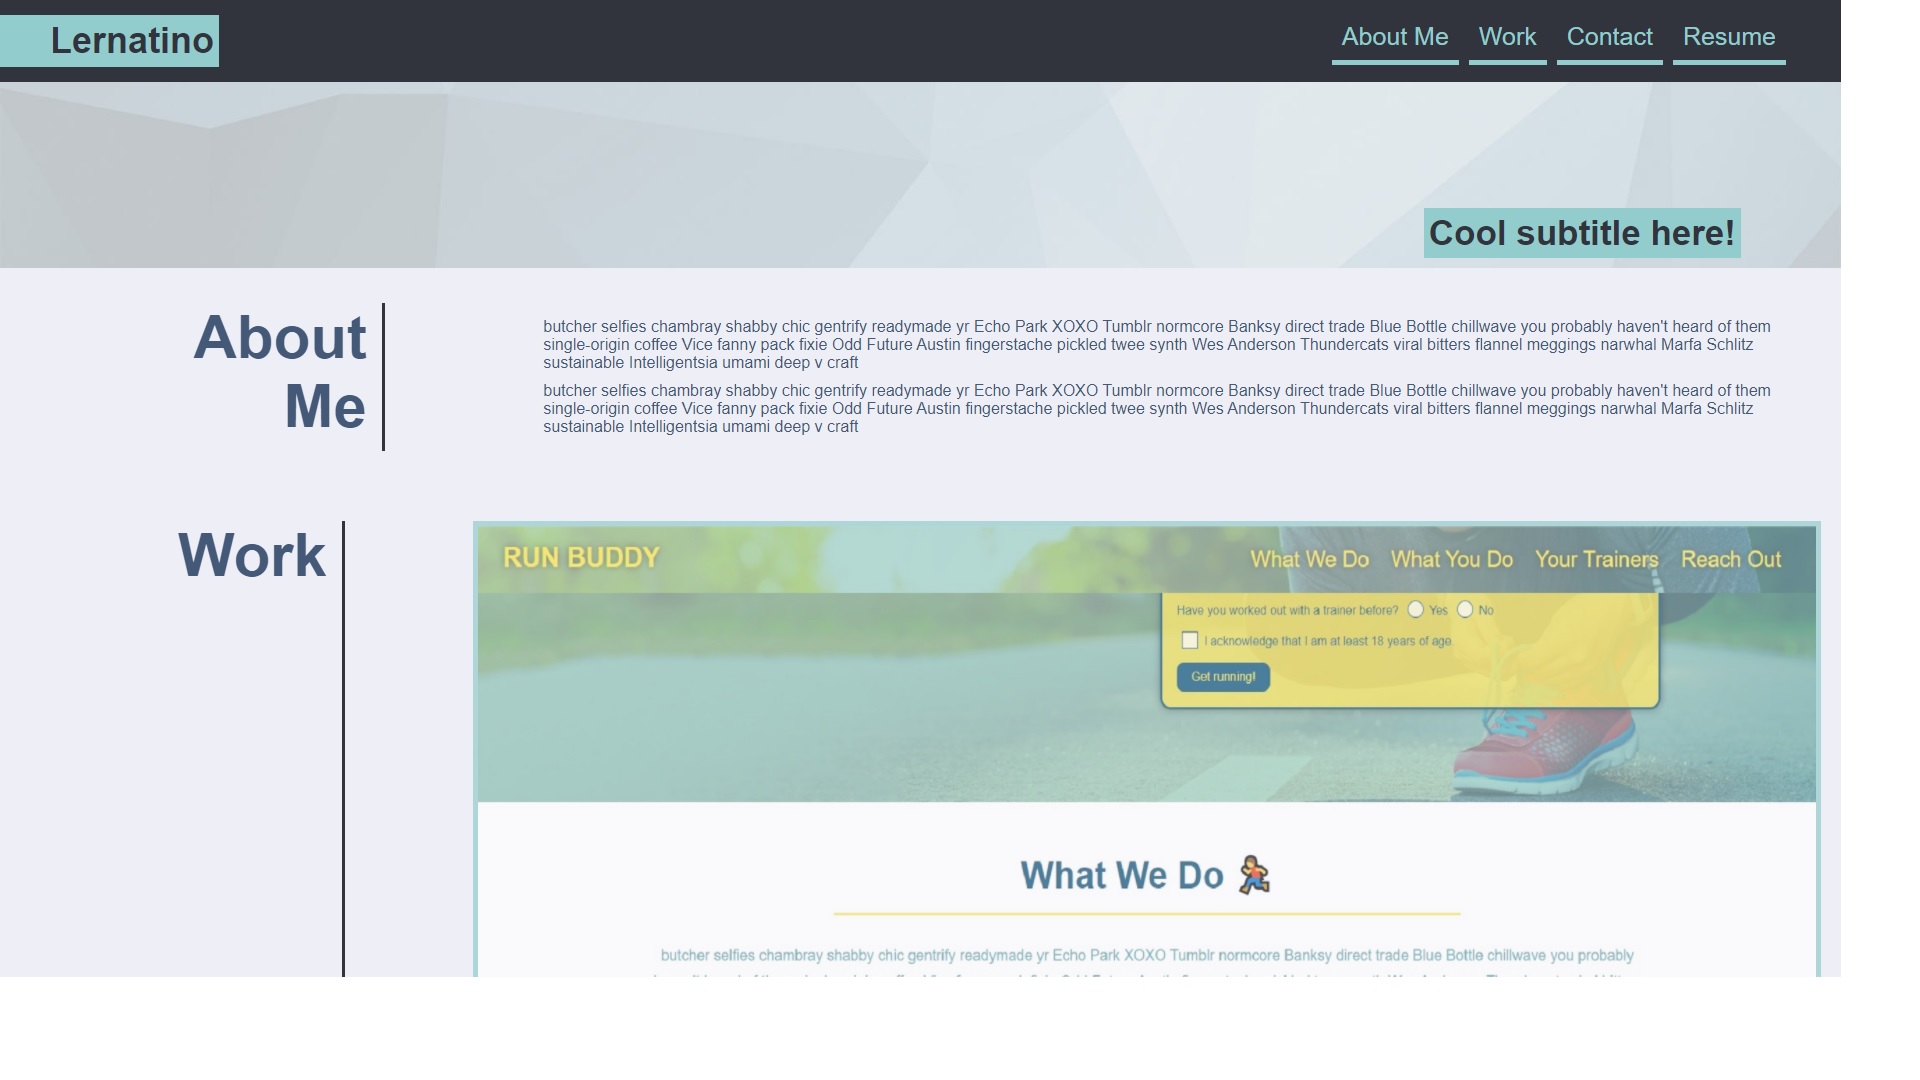 Lernatino
About Me Work Contact Resume
Cool subtitle here!
About
Me
butcher selfies chambray shabby chic gentrify readymade yr Echo Park XOXO Tumblr normcore Banksy direct trade Blue Bottle chillwave you probably haven't heard of them
single-origin coffee Vice fanny pack fixie Odd Future Austin fingerstache pickled twee synth Wes Anderson Thundercats viral bitters flannel meggings narwhal Marfa Schlitz
sustainable Intelligentsia umami deep v craft
butcher selfies chambray shabby chic gentrify readymade yr Echo Park XOXO Tumblr normcore Banksy direct trade Blue Bottle chillwave you probably haven't heard of them
single-origin coffee Vice fanny pack fixie Odd Future Austin fingerstache pickled twee synth Wes Anderson Thundercats viral bitters flannel meggings narwhal Marfa Schlitz
sustainable Intelligentsia umami deep v craft
Work
RUN BUDDY
What We Do What You Do Your Trainers Reach Out
Have you worked out with a trainer before? Yes No
I acknowledge that I am at least 18 years of age.
Get running!
What We Do
butcher selfies chambray shabby chic gentrify readymade yr Echo Park XOXO Tumblr normcore Banksy direct trade Blue Bottle chillwave you probably